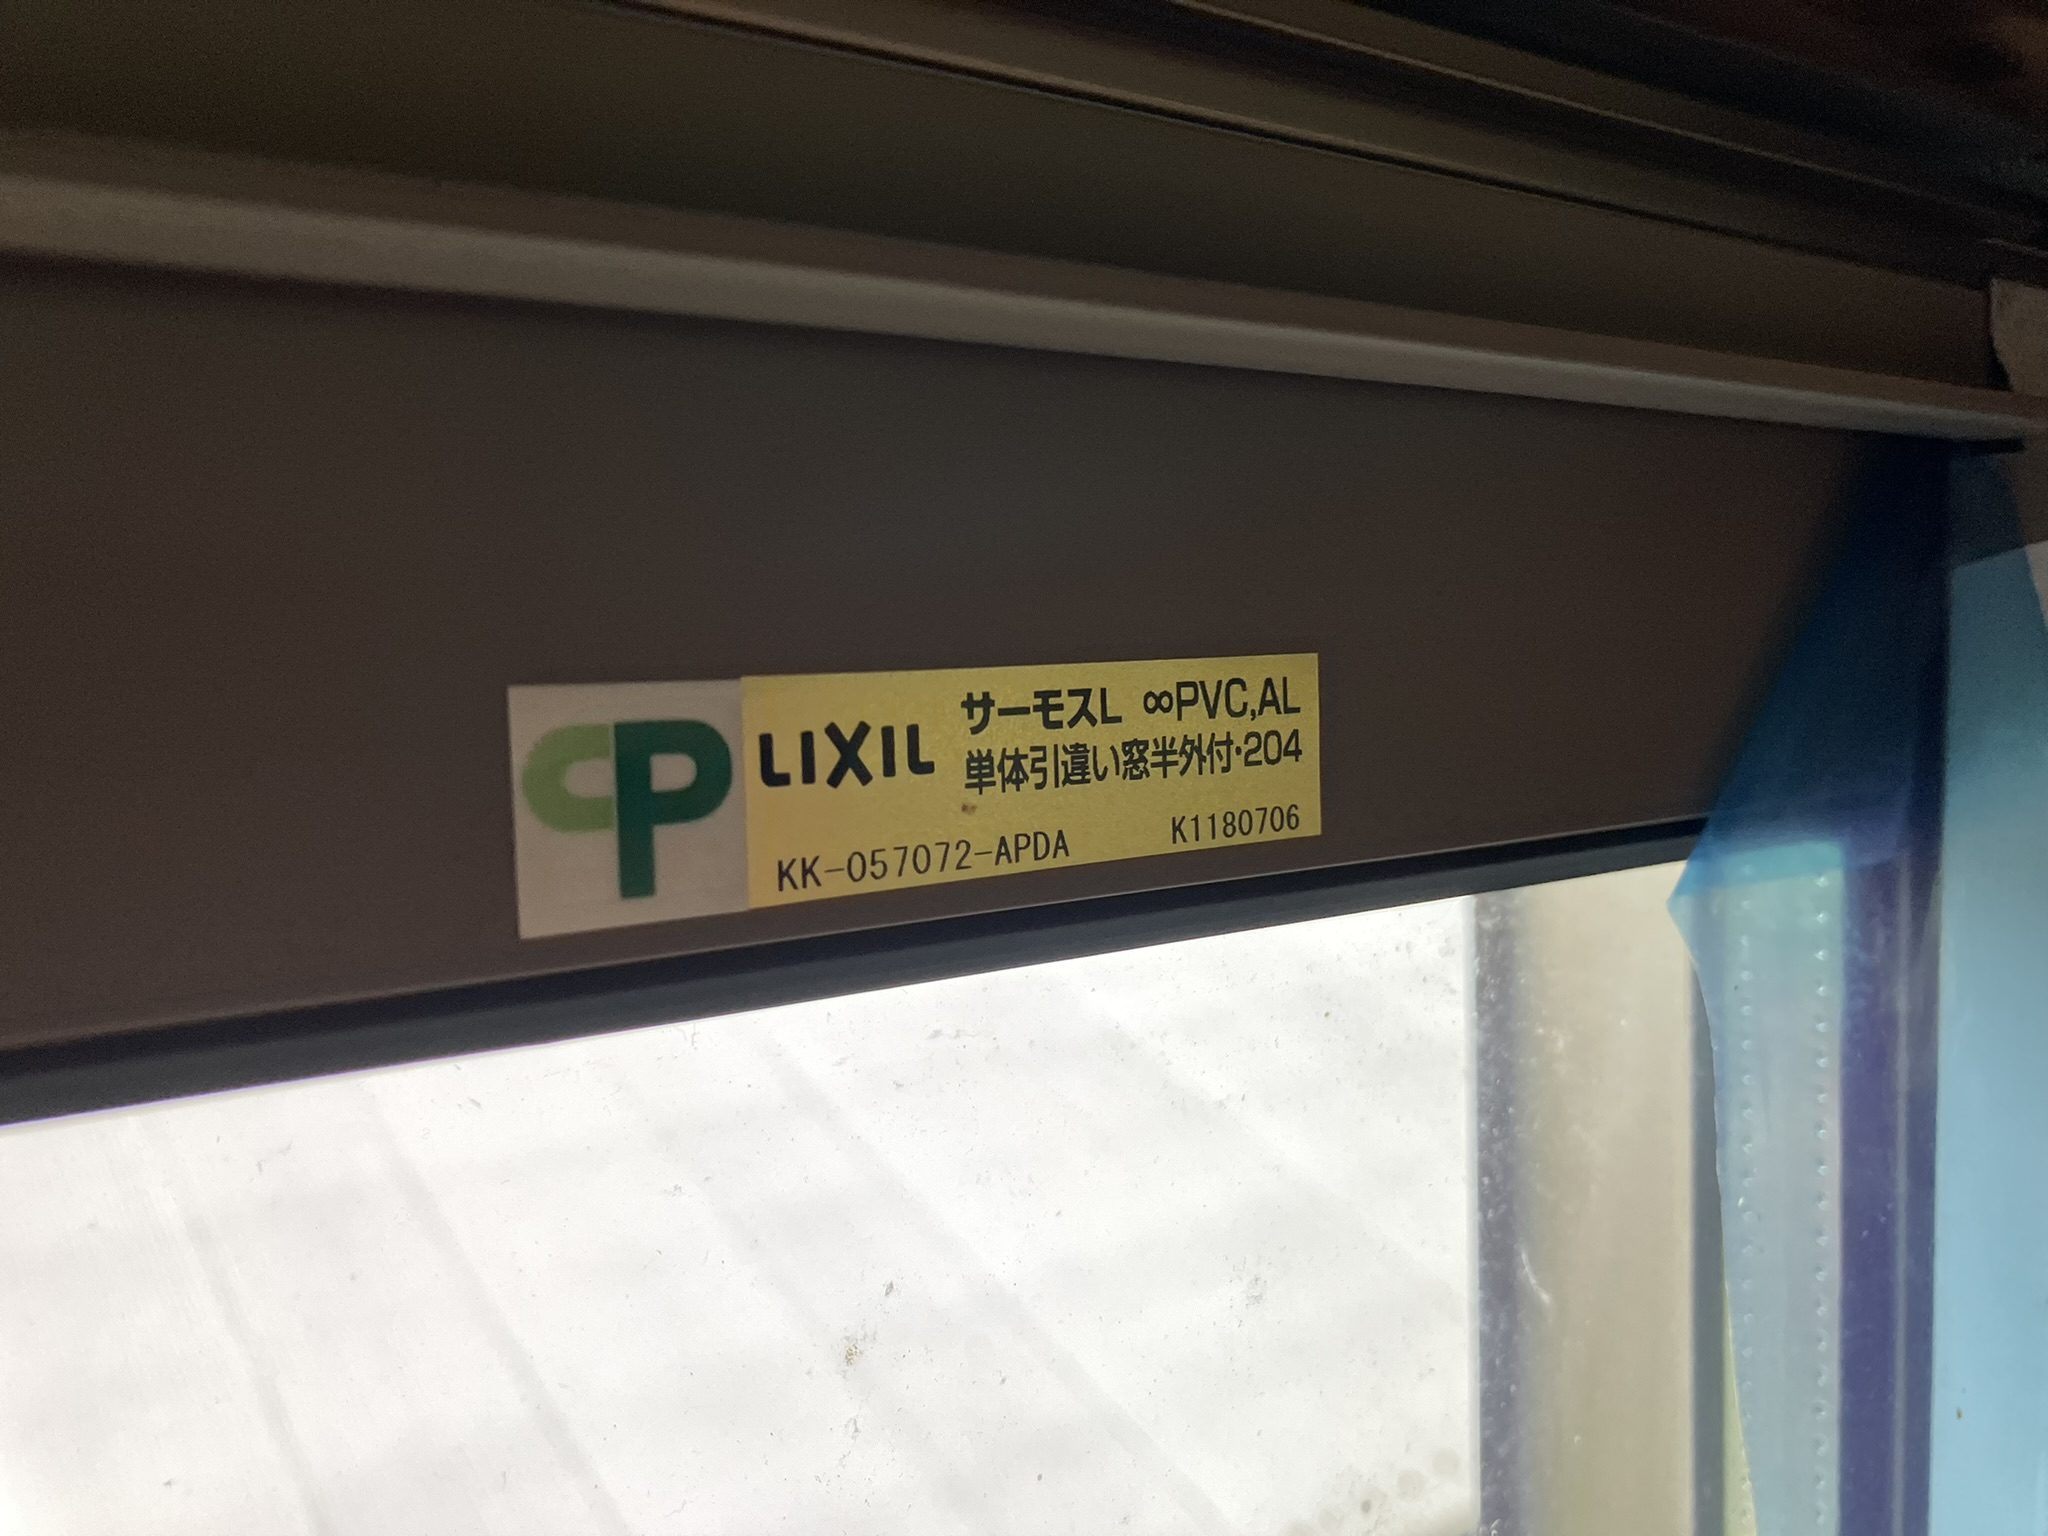 CP
LIXIL
サーモスL ∞PVC,AL
単体引違い窓半外付・204
KK-057072-APDA
K1180706